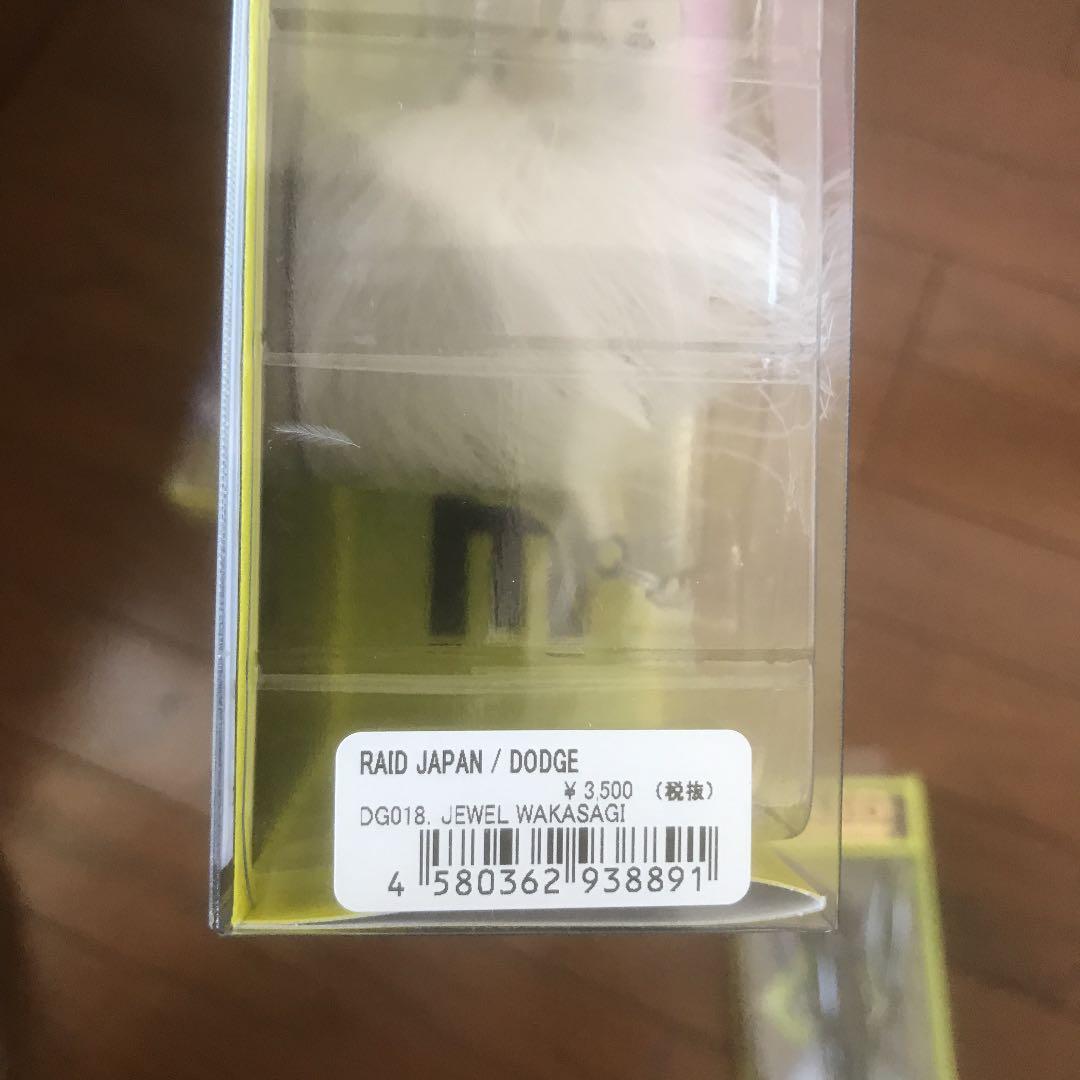 RAID JAPAN / DODGE
¥ 3,500 (税抜)
DG018. JEWEL WAKASAGI
4 580362 938891